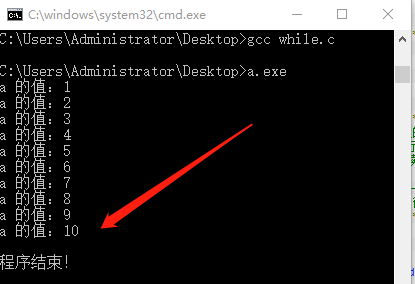 C:\windows\system32\cmd.exe
C:\Users\Administrator\Desktop>gcc while.c
C:\Users\Administrator\Desktop>a.exe
a 的值：1
a 的值：2
a 的值：3
a 的值：4
a 的值：5
a 的值：6
a 的值：7
a 的值：8
a 的值：9
a 的值：10
程序结束!